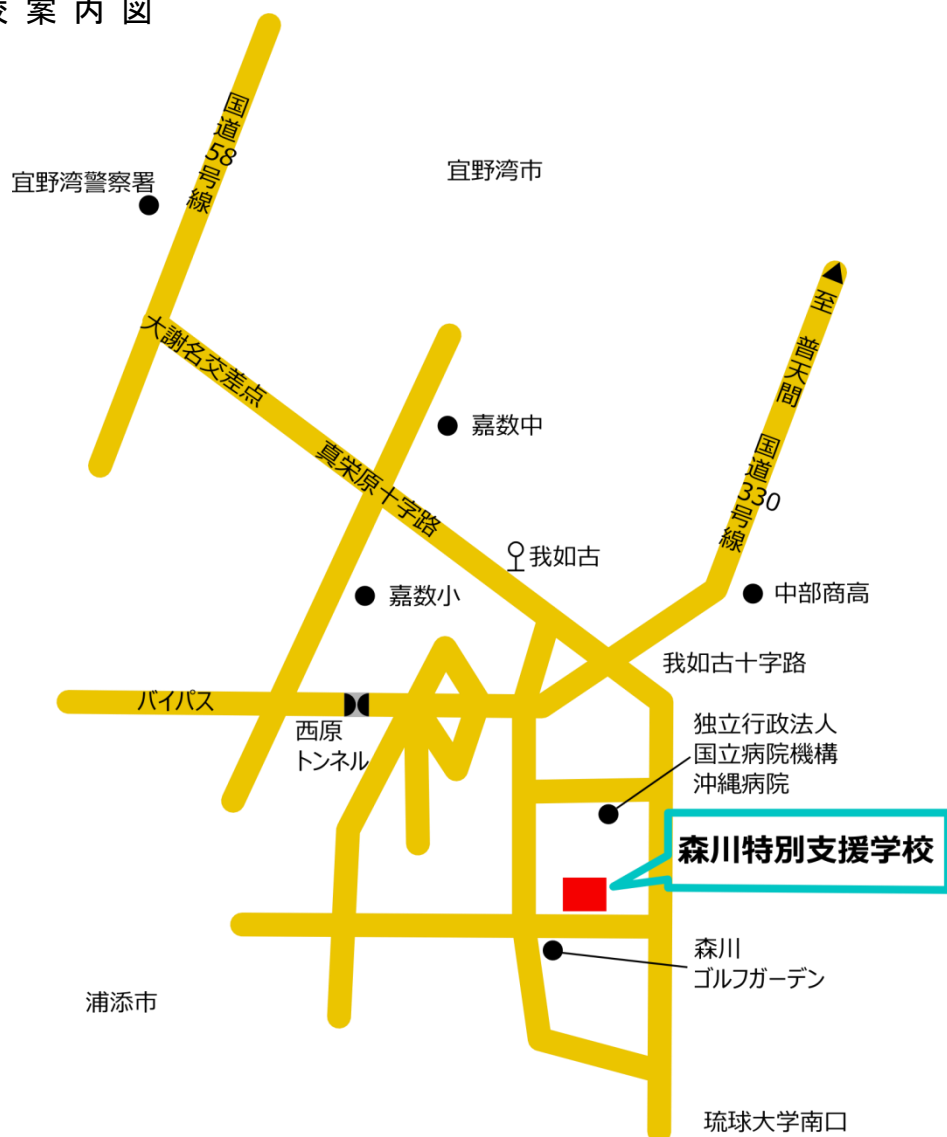 案内図
国道58号線
宜野湾警察署
宜野湾市
至 普天間 国道330号線
大謝名交差点
嘉数中
真栄原十字路
我如古
嘉数小
中部商高
我如古十字路
バイパス
西原
トンネル
独立行政法人
国立病院機構
沖縄病院
森川特別支援学校
森川
ゴルフガーデン
浦添市
琉球大学南口